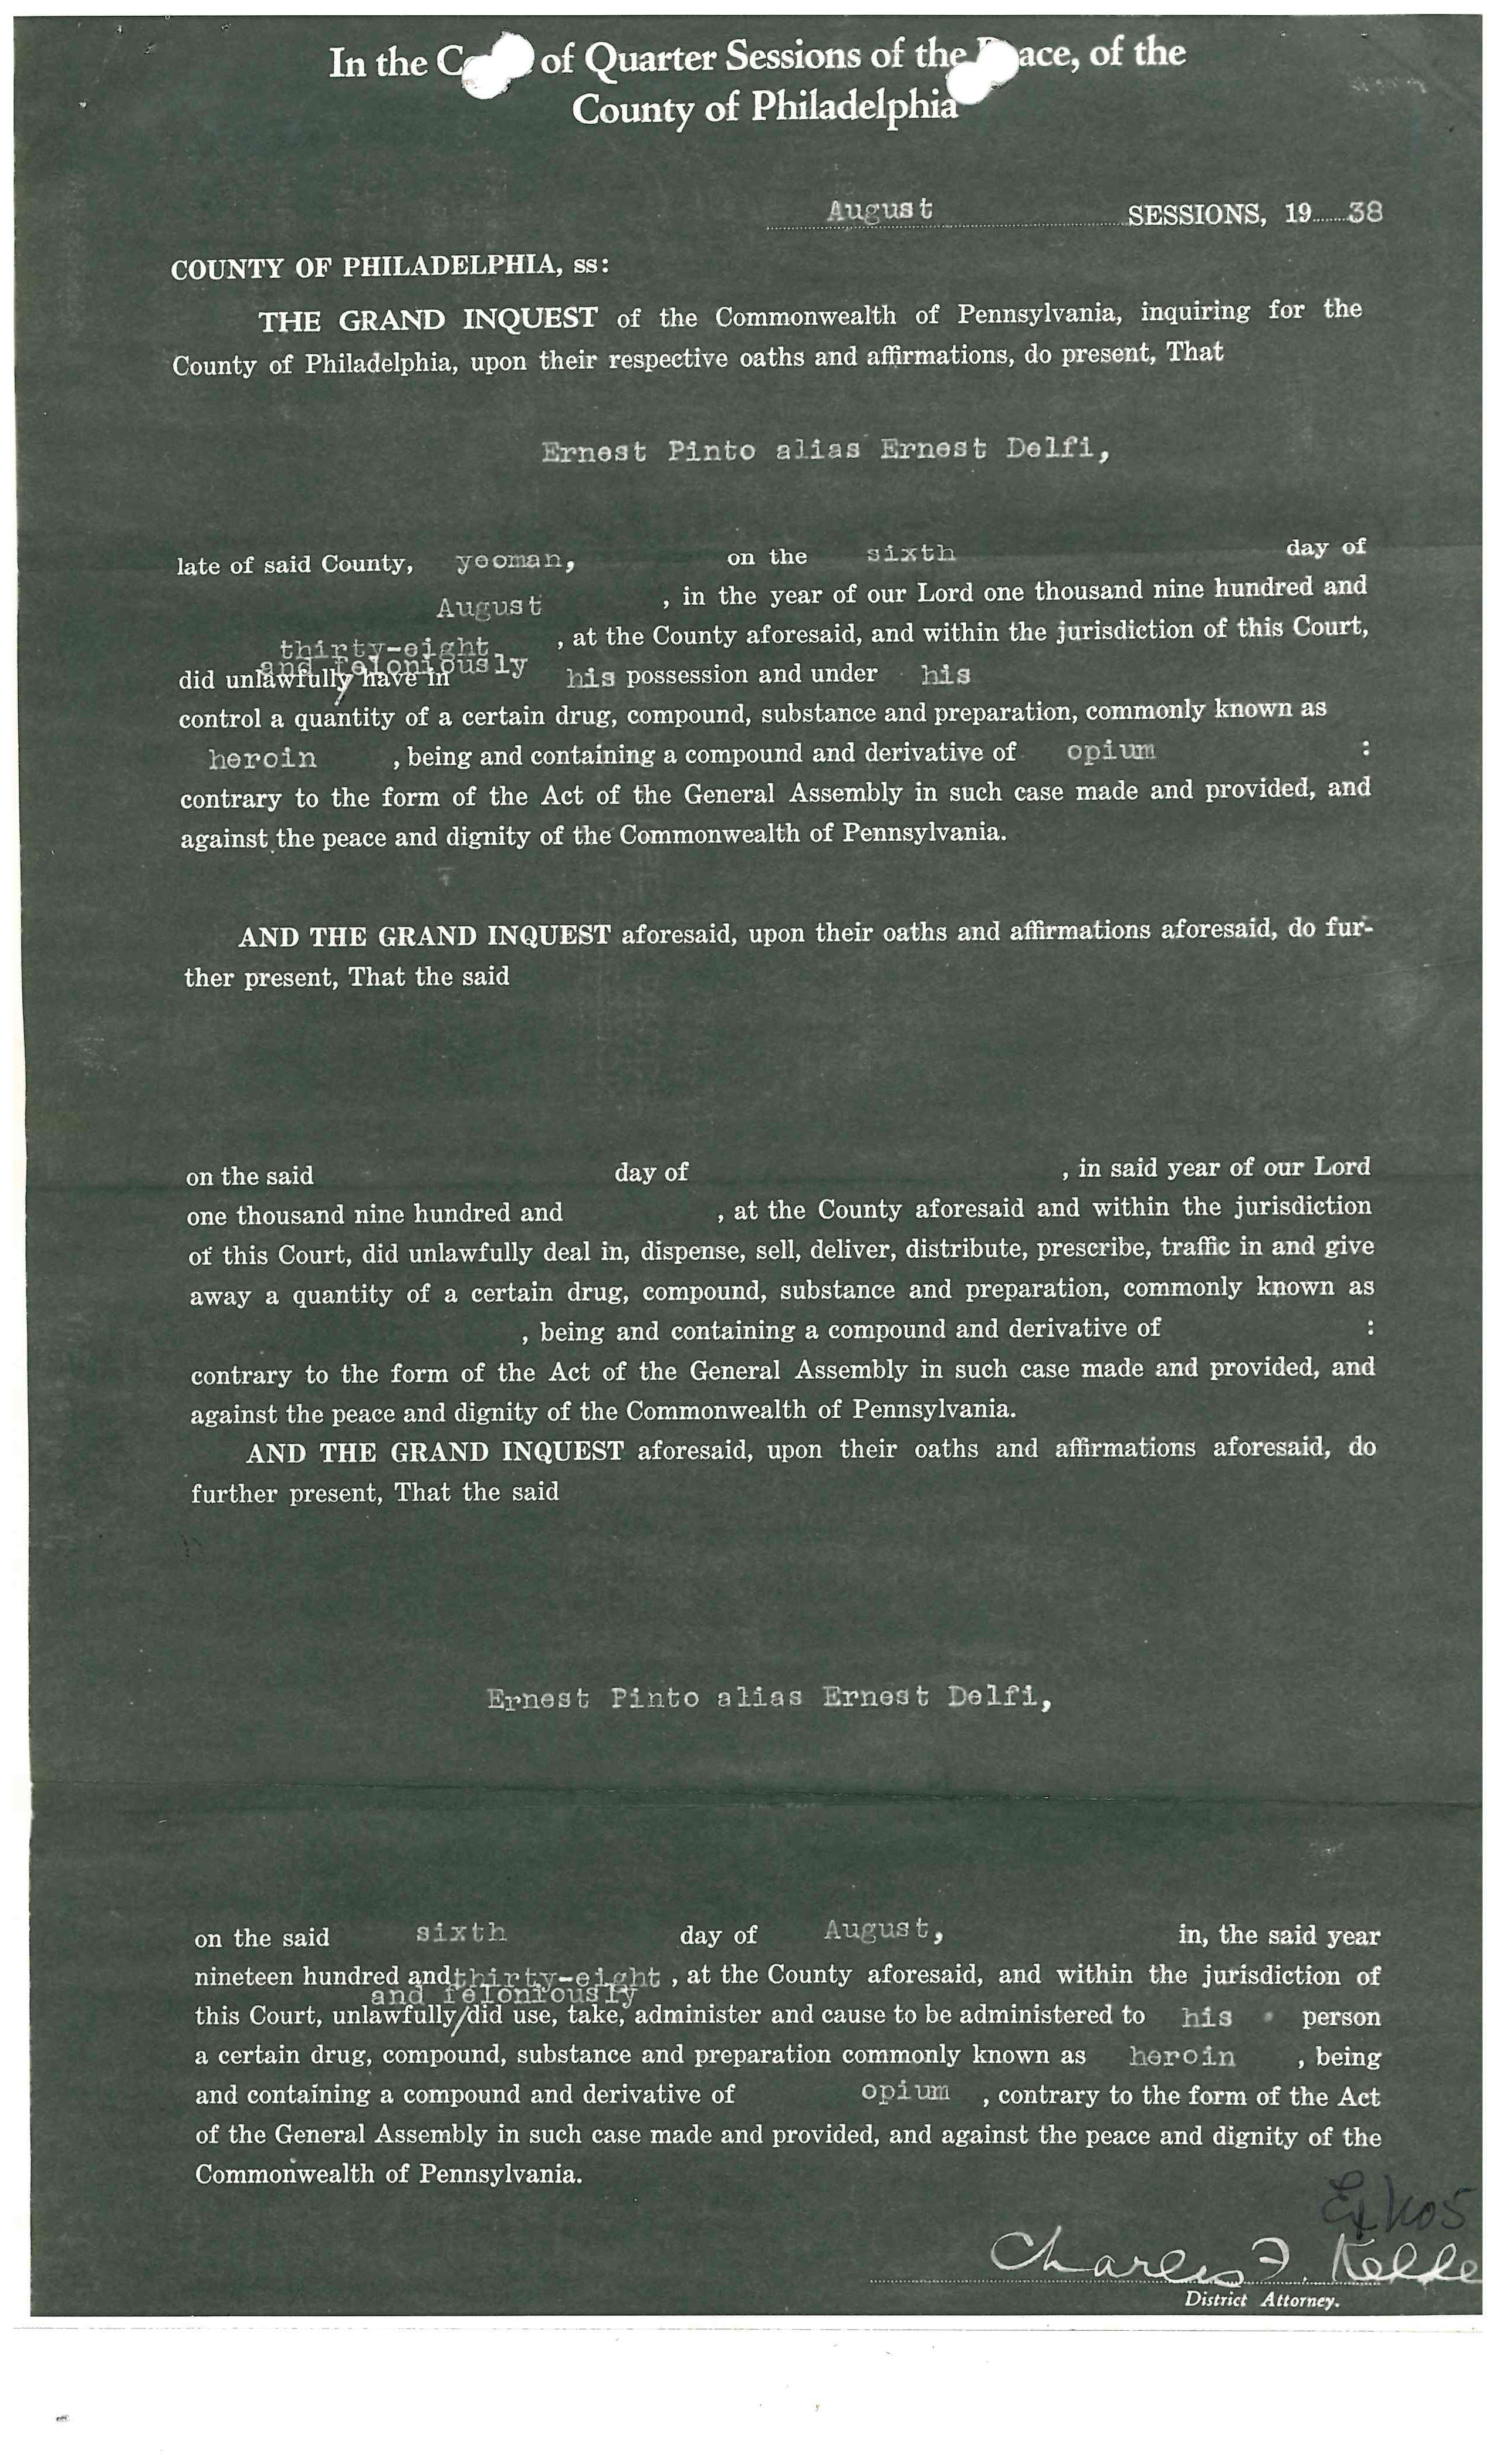 In the C of Quarter Sessions of the ace, of the
County of Philadelphia
August SESSIONS, 19 38
COUNTY OF PHILADELPHIA, ss:
THE GRAND INQUEST of the Commonwealth of Pennsylvania, inquiring for the
County of Philadelphia, upon their respective oaths and affirmations, do present, That
Ernest Pinto alias Ernest Delfi,
late of said County, yeoman, on the sixth day of
August , in the year of our Lord one thousand nine hundred and
thirty-eight , at the County aforesaid, and within the jurisdiction of this Court,
and feloniously
did unlawfully/have in his possession and under his
control a quantity of a certain drug, compound, substance and preparation, commonly known as
heroin , being and containing a compound and derivative of opium :
contrary to the form of the Act of the General Assembly in such case made and provided, and
against the peace and dignity of the Commonwealth of Pennsylvania.
AND THE GRAND INQUEST aforesaid, upon their oaths and affirmations aforesaid, do fur-
ther present, That the said
on the said day of , in said year of our Lord
one thousand nine hundred and , at the County aforesaid and within the jurisdiction
of this Court, did unlawfully deal in, dispense, sell, deliver, distribute, prescribe, traffic in and give
away a quantity of a certain drug, compound, substance and preparation, commonly known as
, being and containing a compound and derivative of :
contrary to the form of the Act of the General Assembly in such case made and provided, and
against the peace and dignity of the Commonwealth of Pennsylvania.
AND THE GRAND INQUEST aforesaid, upon their oaths and affirmations aforesaid, do
further present, That the said
Ernest Pinto alias Ernest Delfi,
on the said sixth day of August, in, the said year
nineteen hundred and thirty-eight , at the County aforesaid, and within the jurisdiction of
and feloniously
this Court, unlawfully/did use, take, administer and cause to be administered to his person
a certain drug, compound, substance and preparation commonly known as heroin , being
and containing a compound and derivative of opium , contrary to the form of the Act
of the General Assembly in such case made and provided, and against the peace and dignity of the
Commonwealth of Pennsylvania.
Charles F. Kelle
District Attorney.